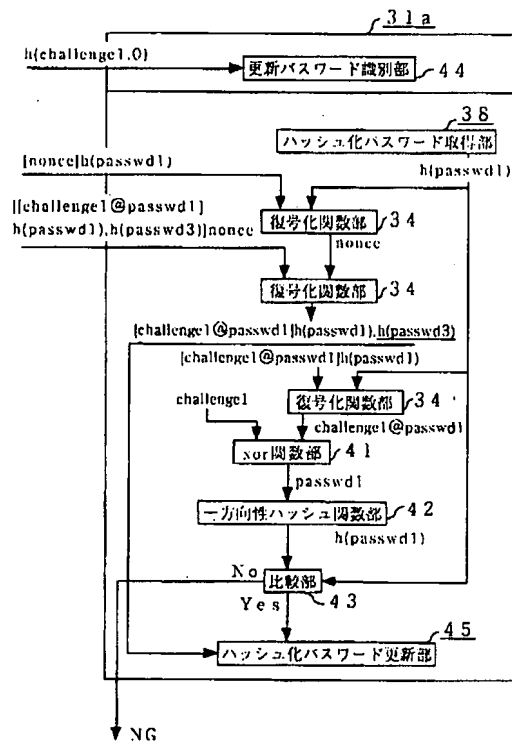 31a
h(challenge1.0)
更新パスワード識別部 44
38
ハッシュ化パスワード取得部
h(passwd1)
[nonce]h(passwd1)
[[challenge1@passwd1]
h(passwd1),h(passwd3)]nonce
復号化関数部 34
nonce
復号化関数部 34
[challenge1@passwd1]h(passwd1),h(passwd3)
[challenge1@passwd1]h(passwd1)
challenge1
復号化関数部 34
challenge1@passwd1
xor関数部 41
passwd1
一方向性ハッシュ関数部 42
h(passwd1)
No
比較部
43
Yes
45
ハッシュ化パスワード更新部
NG